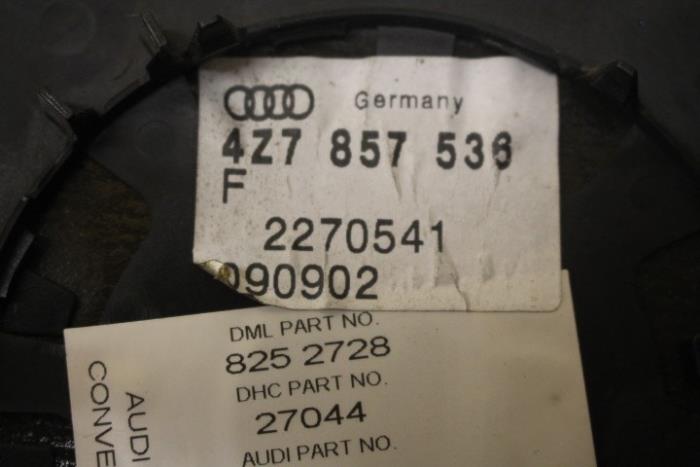 Germany
4Z7 857 536
F
2270541
090902
DML PART NO.
825 2728
DHC PART NO.
27044
AUDI PART NO.
AUDI
CONVE